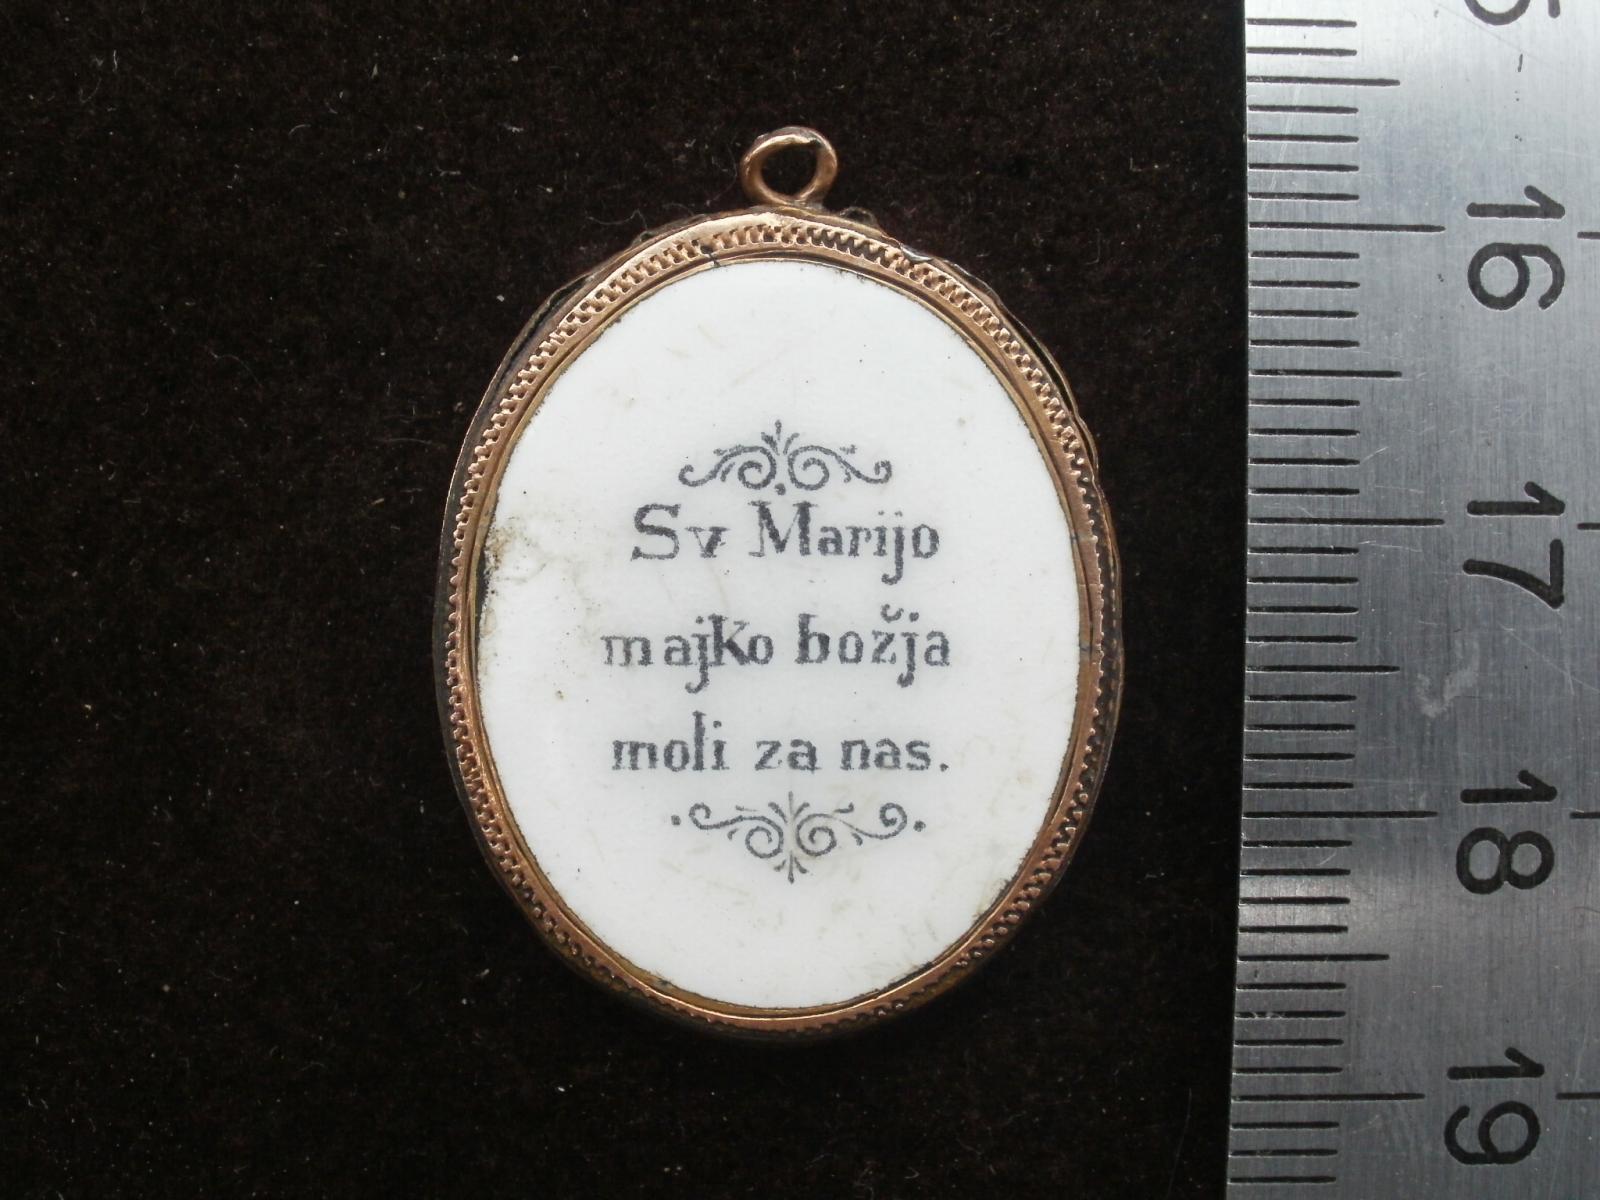 Sv Marijo
majko božja
moli za nas.
16
17
18
19